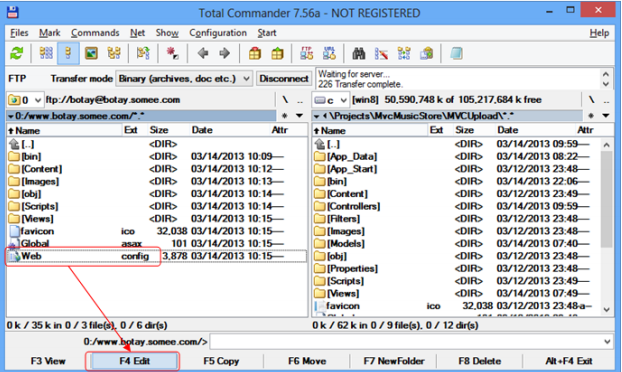 Total Commander 7.56a - NOT REGISTERED
Files Mark Commands Net Show Configuration Start Help
FTP Transfer mode Binary (archives, doc etc.) Disconnect
Waiting for server...
226 Transfer complete.
0 ftp://botay@botay.somee.com \ ..
c [win8] 50,590,748 k of 105,217,684 k free \ ..
0:/www.botay.somee.com/*.* * 
\Projects\MvcMusicStore\MVCUpload\*.* *
Name Ext Size Date Attr
[..] <DIR>
[bin] <DIR> 03/14/2013 10:09----
[Content] <DIR> 03/14/2013 10:12----
[Images] <DIR> 03/14/2013 10:13----
[obj] <DIR> 03/14/2013 10:14----
[Scripts] <DIR> 03/14/2013 10:14----
[Views] <DIR> 03/14/2013 10:15----
favicon ico 32,038 03/14/2013 10:15----
Global asax 101 03/14/2013 10:15----
Web config 3,878 03/14/2013 10:15----
Name Ext Size Date Attr
[..] <DIR> 03/14/2013 09:59----
[App_Data] <DIR> 03/14/2013 08:22----
[App_Start] <DIR> 03/12/2013 23:48----
[bin] <DIR> 03/13/2013 22:06----
[Content] <DIR> 03/12/2013 23:49----
[Controllers] <DIR> 03/14/2013 09:59----
[Filters] <DIR> 03/12/2013 23:48----
[Images] <DIR> 03/12/2013 23:48----
[Models] <DIR> 03/14/2013 07:40----
[obj] <DIR> 03/12/2013 23:48----
[Properties] <DIR> 03/12/2013 23:48----
[Scripts] <DIR> 03/12/2013 23:49----
[Views] <DIR> 03/14/2013 07:49----
favicon ico 32,038 03/12/2013 23:48-a--
0 k / 35 k in 0 / 3 file(s), 0 / 6 dir(s)
0 k / 62 k in 0 / 9 file(s), 0 / 12 dir(s)
0:/www.botay.somee.com/>
F3 View F4 Edit F5 Copy F6 Move F7 NewFolder F8 Delete Alt+F4 Exit